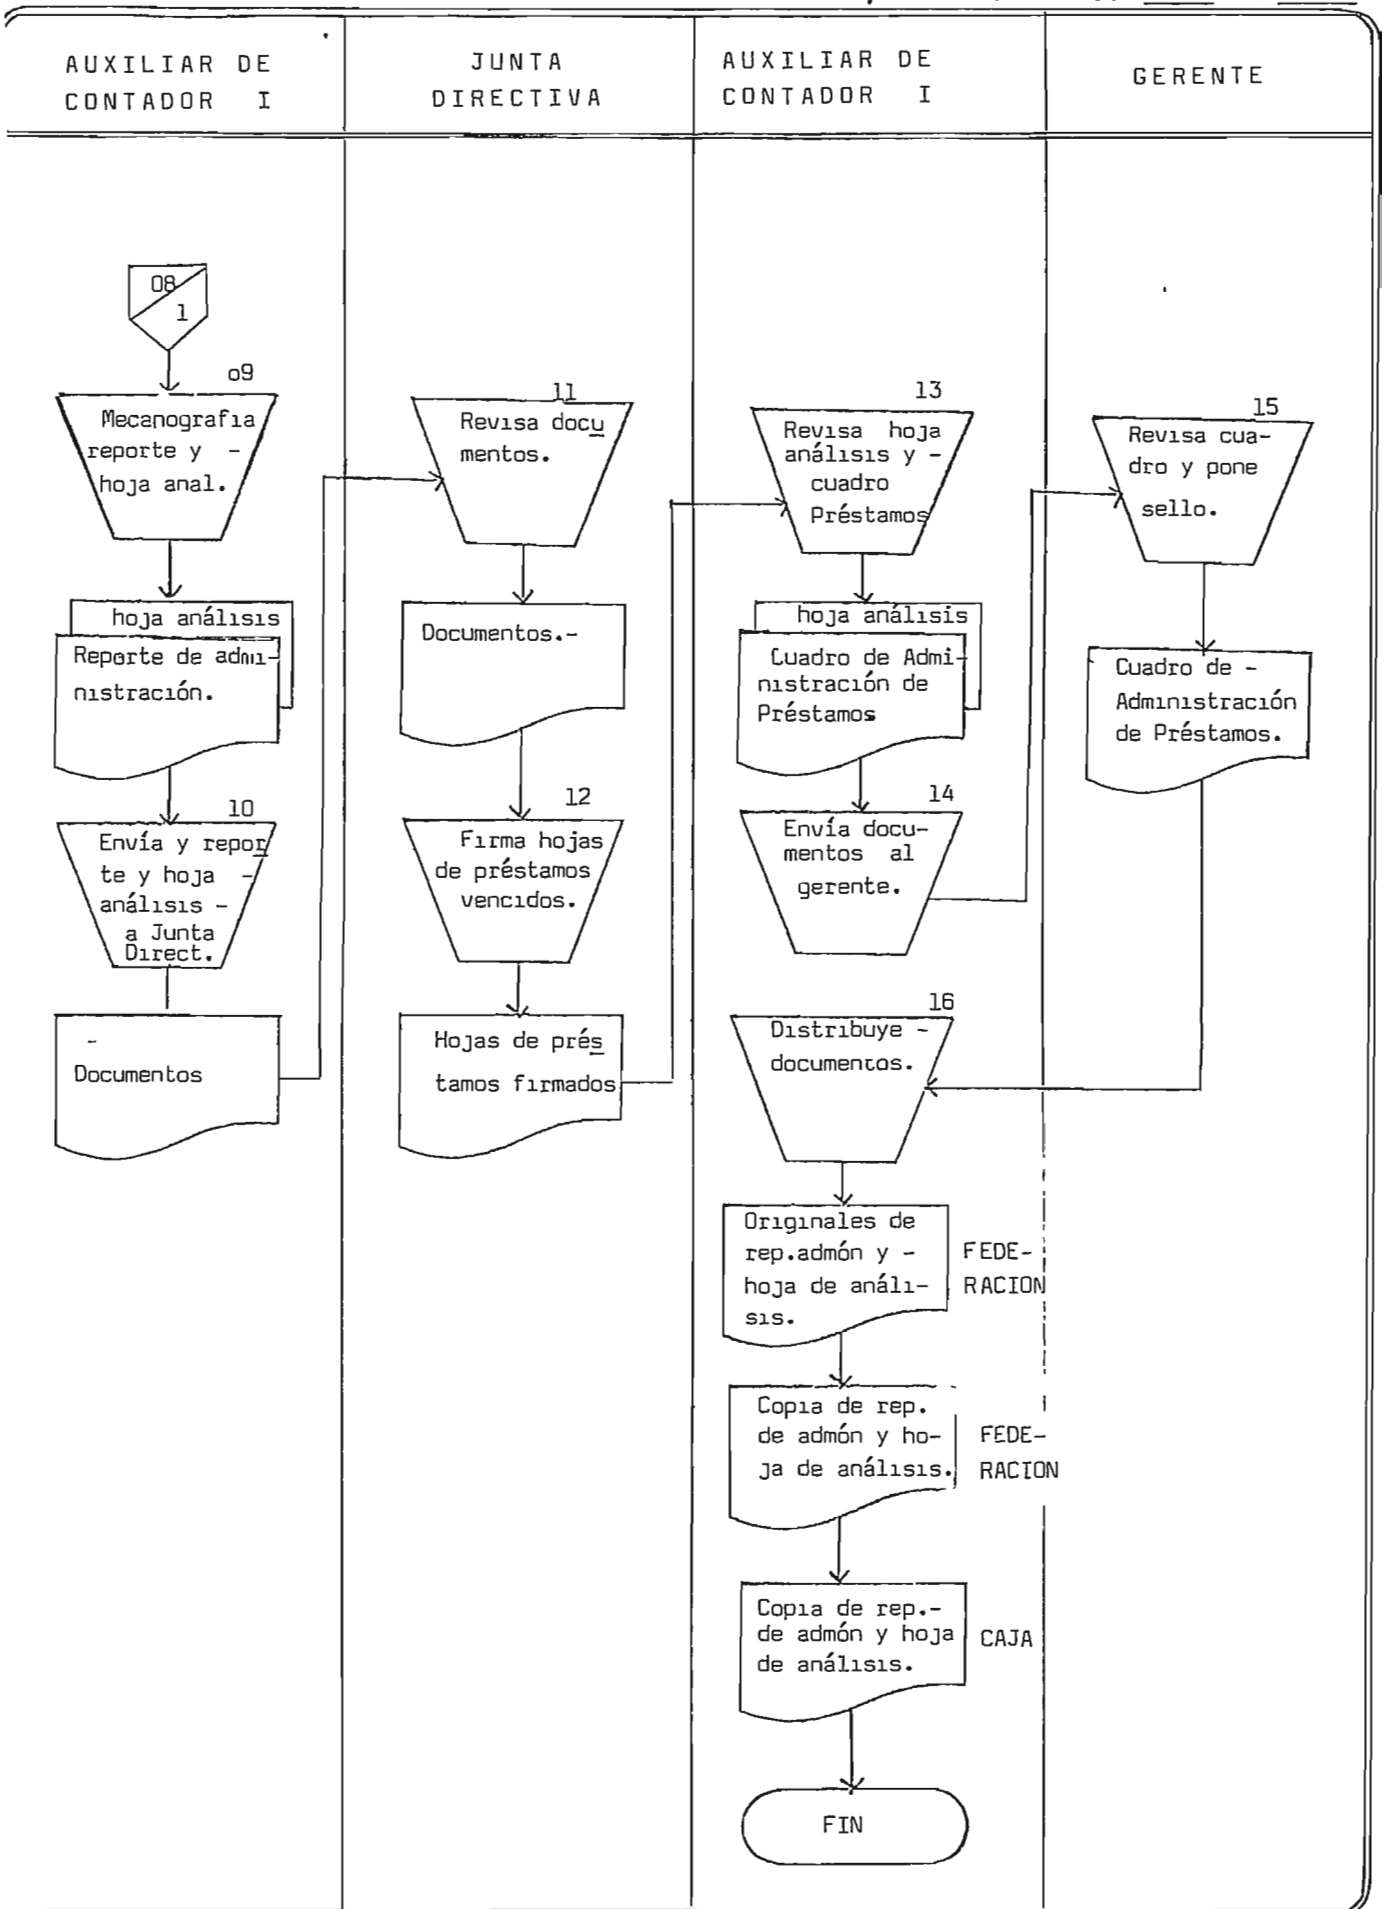 AUXILIAR DE
CONTADOR I
JUNTA
DIRECTIVA
AUXILIAR DE
CONTADOR I
GERENTE
08
1
o9
Mecanografia
reporte y -
hoja anal.
hoja análisis
Reporte de admi-
nistración.
10
Envía y repor
te y hoja -
análisis -
a Junta
Direct.
-
Documentos
11
Revisa docu
mentos.
Documentos.-
12
Firma hojas
de préstamos
vencidos.
Hojas de prés
tamos firmados
13
Revisa hoja
análisis y -
cuadro
Préstamos
hoja análisis
Cuadro de Admi-
nistración de
Préstamos
14
Envía docu-
mentos al
gerente.
15
Revisa cua-
dro y pone
sello.
Cuadro de -
Administración
de Préstamos.
16
Distribuye -
documentos.
Originales de
rep.admón y -
hoja de análi-
sis.
FEDE-
RACION
Copia de rep.
de admón y ho-
ja de análisis.
FEDE-
RACION
Copia de rep.-
de admón y hoja
de análisis.
CAJA
FIN